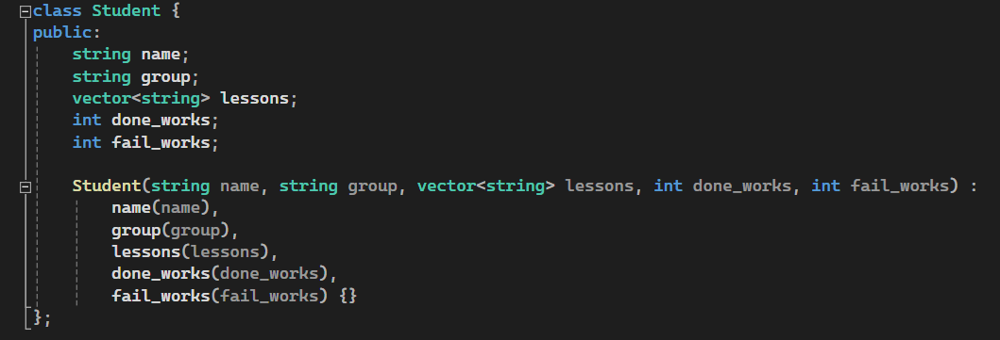 class Student {
public:
    string name;
    string group;
    vector<string> lessons;
    int done_works;
    int fail_works;

    Student(string name, string group, vector<string> lessons, int done_works, int fail_works) :
        name(name),
        group(group),
        lessons(lessons),
        done_works(done_works),
        fail_works(fail_works) {}
};